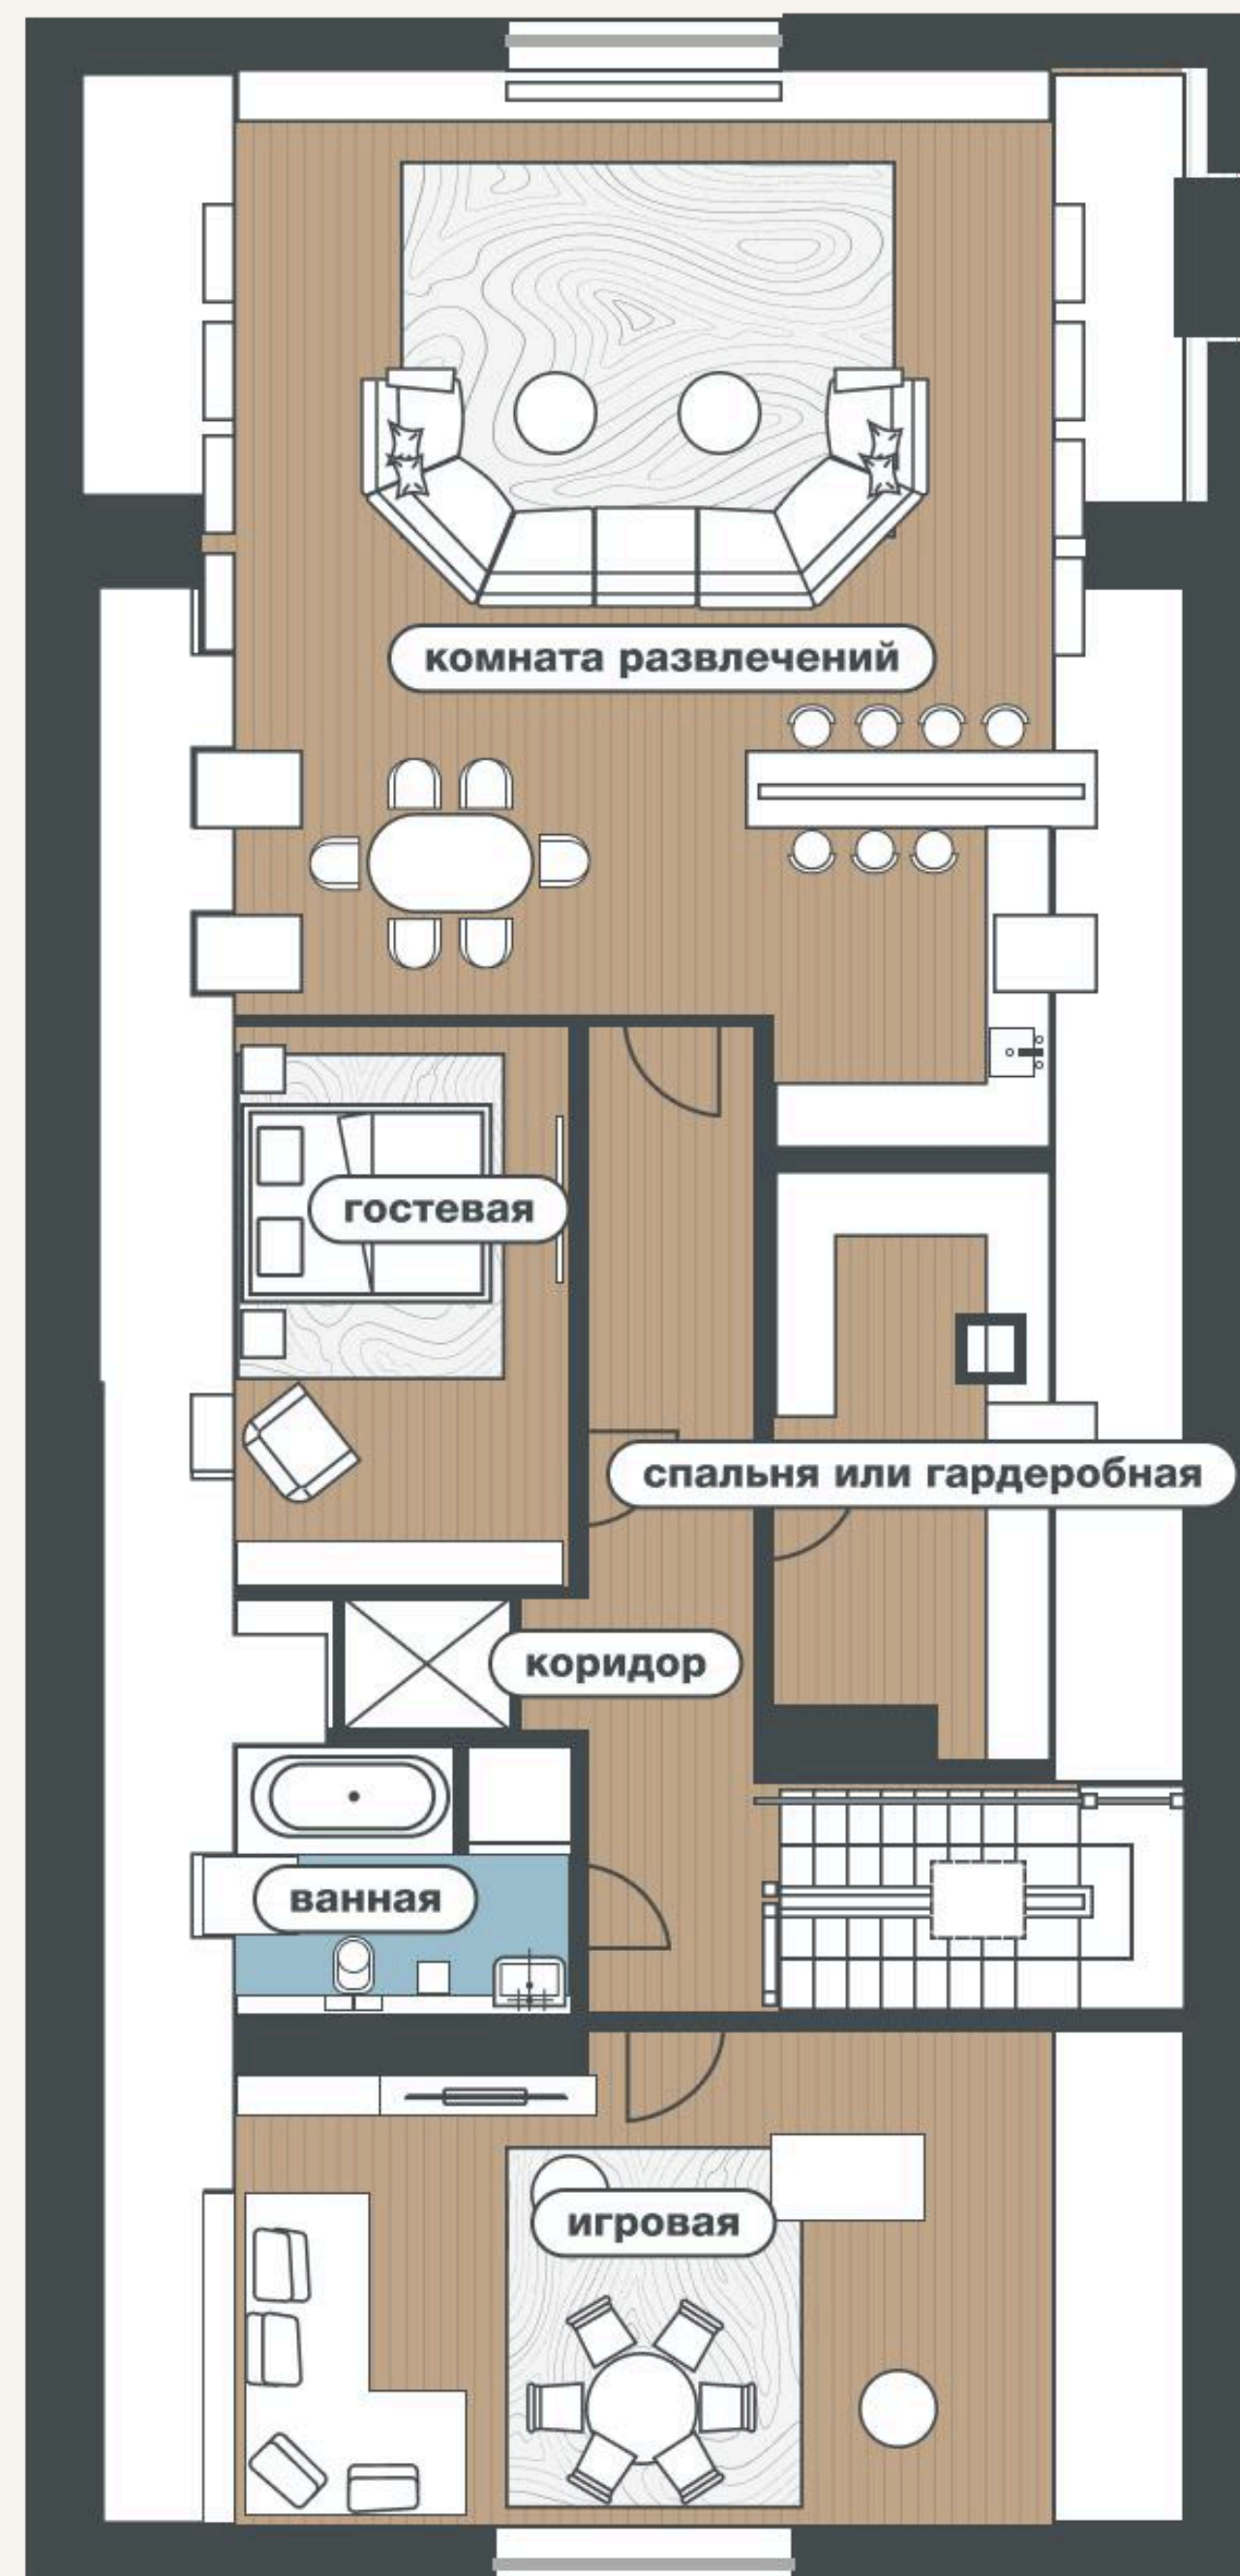 комната развлечений
гостевая
спальня или гардеробная
коридор
ванная
игровая